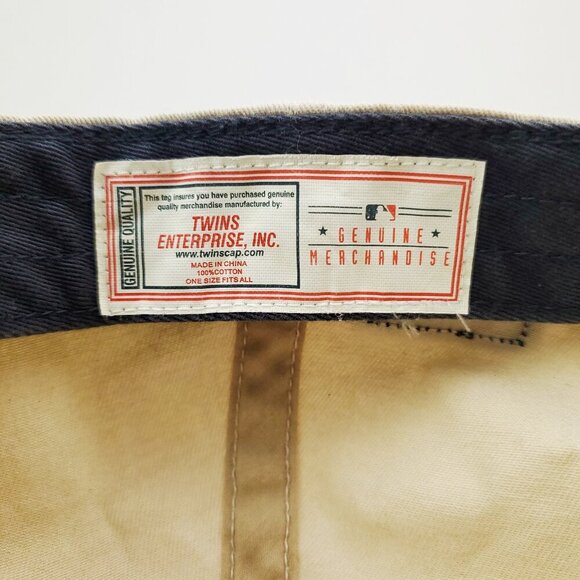 GENUINE QUALITY
This tag insures you have purchased genuine
quality merchandise manufactured by:
TWINS
ENTERPRISE, INC.
www.twinscap.com
MADE IN CHINA
100%COTTON
ONE SIZE FITS ALL
GENUINE
MERCHANDISE